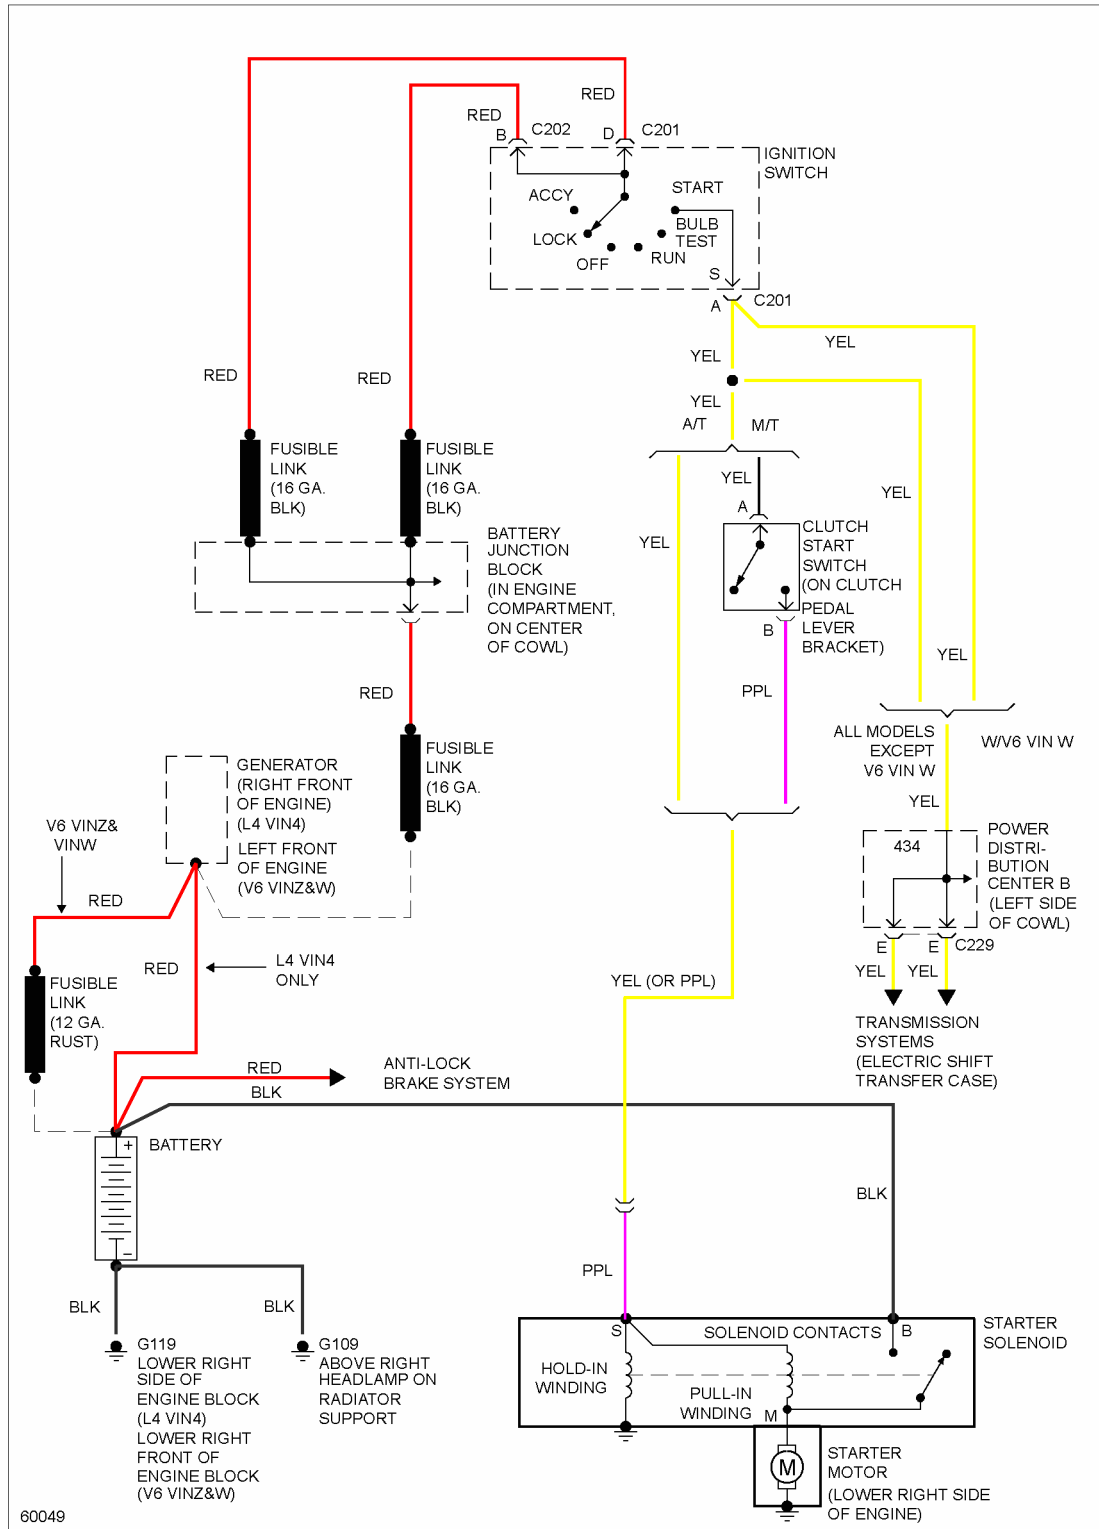 RED
RED
B
C202
D
C201
IGNITION
SWITCH
ACCY
START
LOCK
BULB
TEST
OFF
RUN
S
A
C201
YEL
YEL
RED
RED
YEL
A/T
M/T
FUSIBLE
LINK
(16 GA.
BLK)
FUSIBLE
LINK
(16 GA.
BLK)
YEL
YEL
A
YEL
BATTERY
JUNCTION
BLOCK
(IN ENGINE
COMPARTMENT,
ON CENTER
OF COWL)
CLUTCH
START
SWITCH
(ON CLUTCH
PEDAL
LEVER
BRACKET)
B
YEL
RED
PPL
ALL MODELS
EXCEPT
V6 VIN W
W/V6 VIN W
FUSIBLE
LINK
(16 GA.
BLK)
GENERATOR
(RIGHT FRONT
OF ENGINE)
(L4 VIN4)
LEFT FRONT
OF ENGINE
(V6 VINZ&W)
YEL
V6 VINZ&
VINW
434
POWER
DISTRI-
BUTION
CENTER B
(LEFT SIDE
OF COWL)
RED
E
E
C229
RED
L4 VIN4
ONLY
YEL
YEL
YEL (OR PPL)
FUSIBLE
LINK
(12 GA.
RUST)
TRANSMISSION
SYSTEMS
(ELECTRIC SHIFT
TRANSFER CASE)
RED
ANTI-LOCK
BRAKE SYSTEM
BLK
+
BATTERY
BLK
–
PPL
BLK
BLK
S
SOLENOID CONTACTS
B
STARTER
SOLENOID
G119
LOWER RIGHT
SIDE OF
ENGINE BLOCK
(L4 VIN4)
LOWER RIGHT
FRONT OF
ENGINE BLOCK
(V6 VINZ&W)
G109
ABOVE RIGHT
HEADLAMP ON
RADIATOR
SUPPORT
HOLD-IN
WINDING
PULL-IN
WINDING
M
M
STARTER
MOTOR
(LOWER RIGHT SIDE
OF ENGINE)
60049